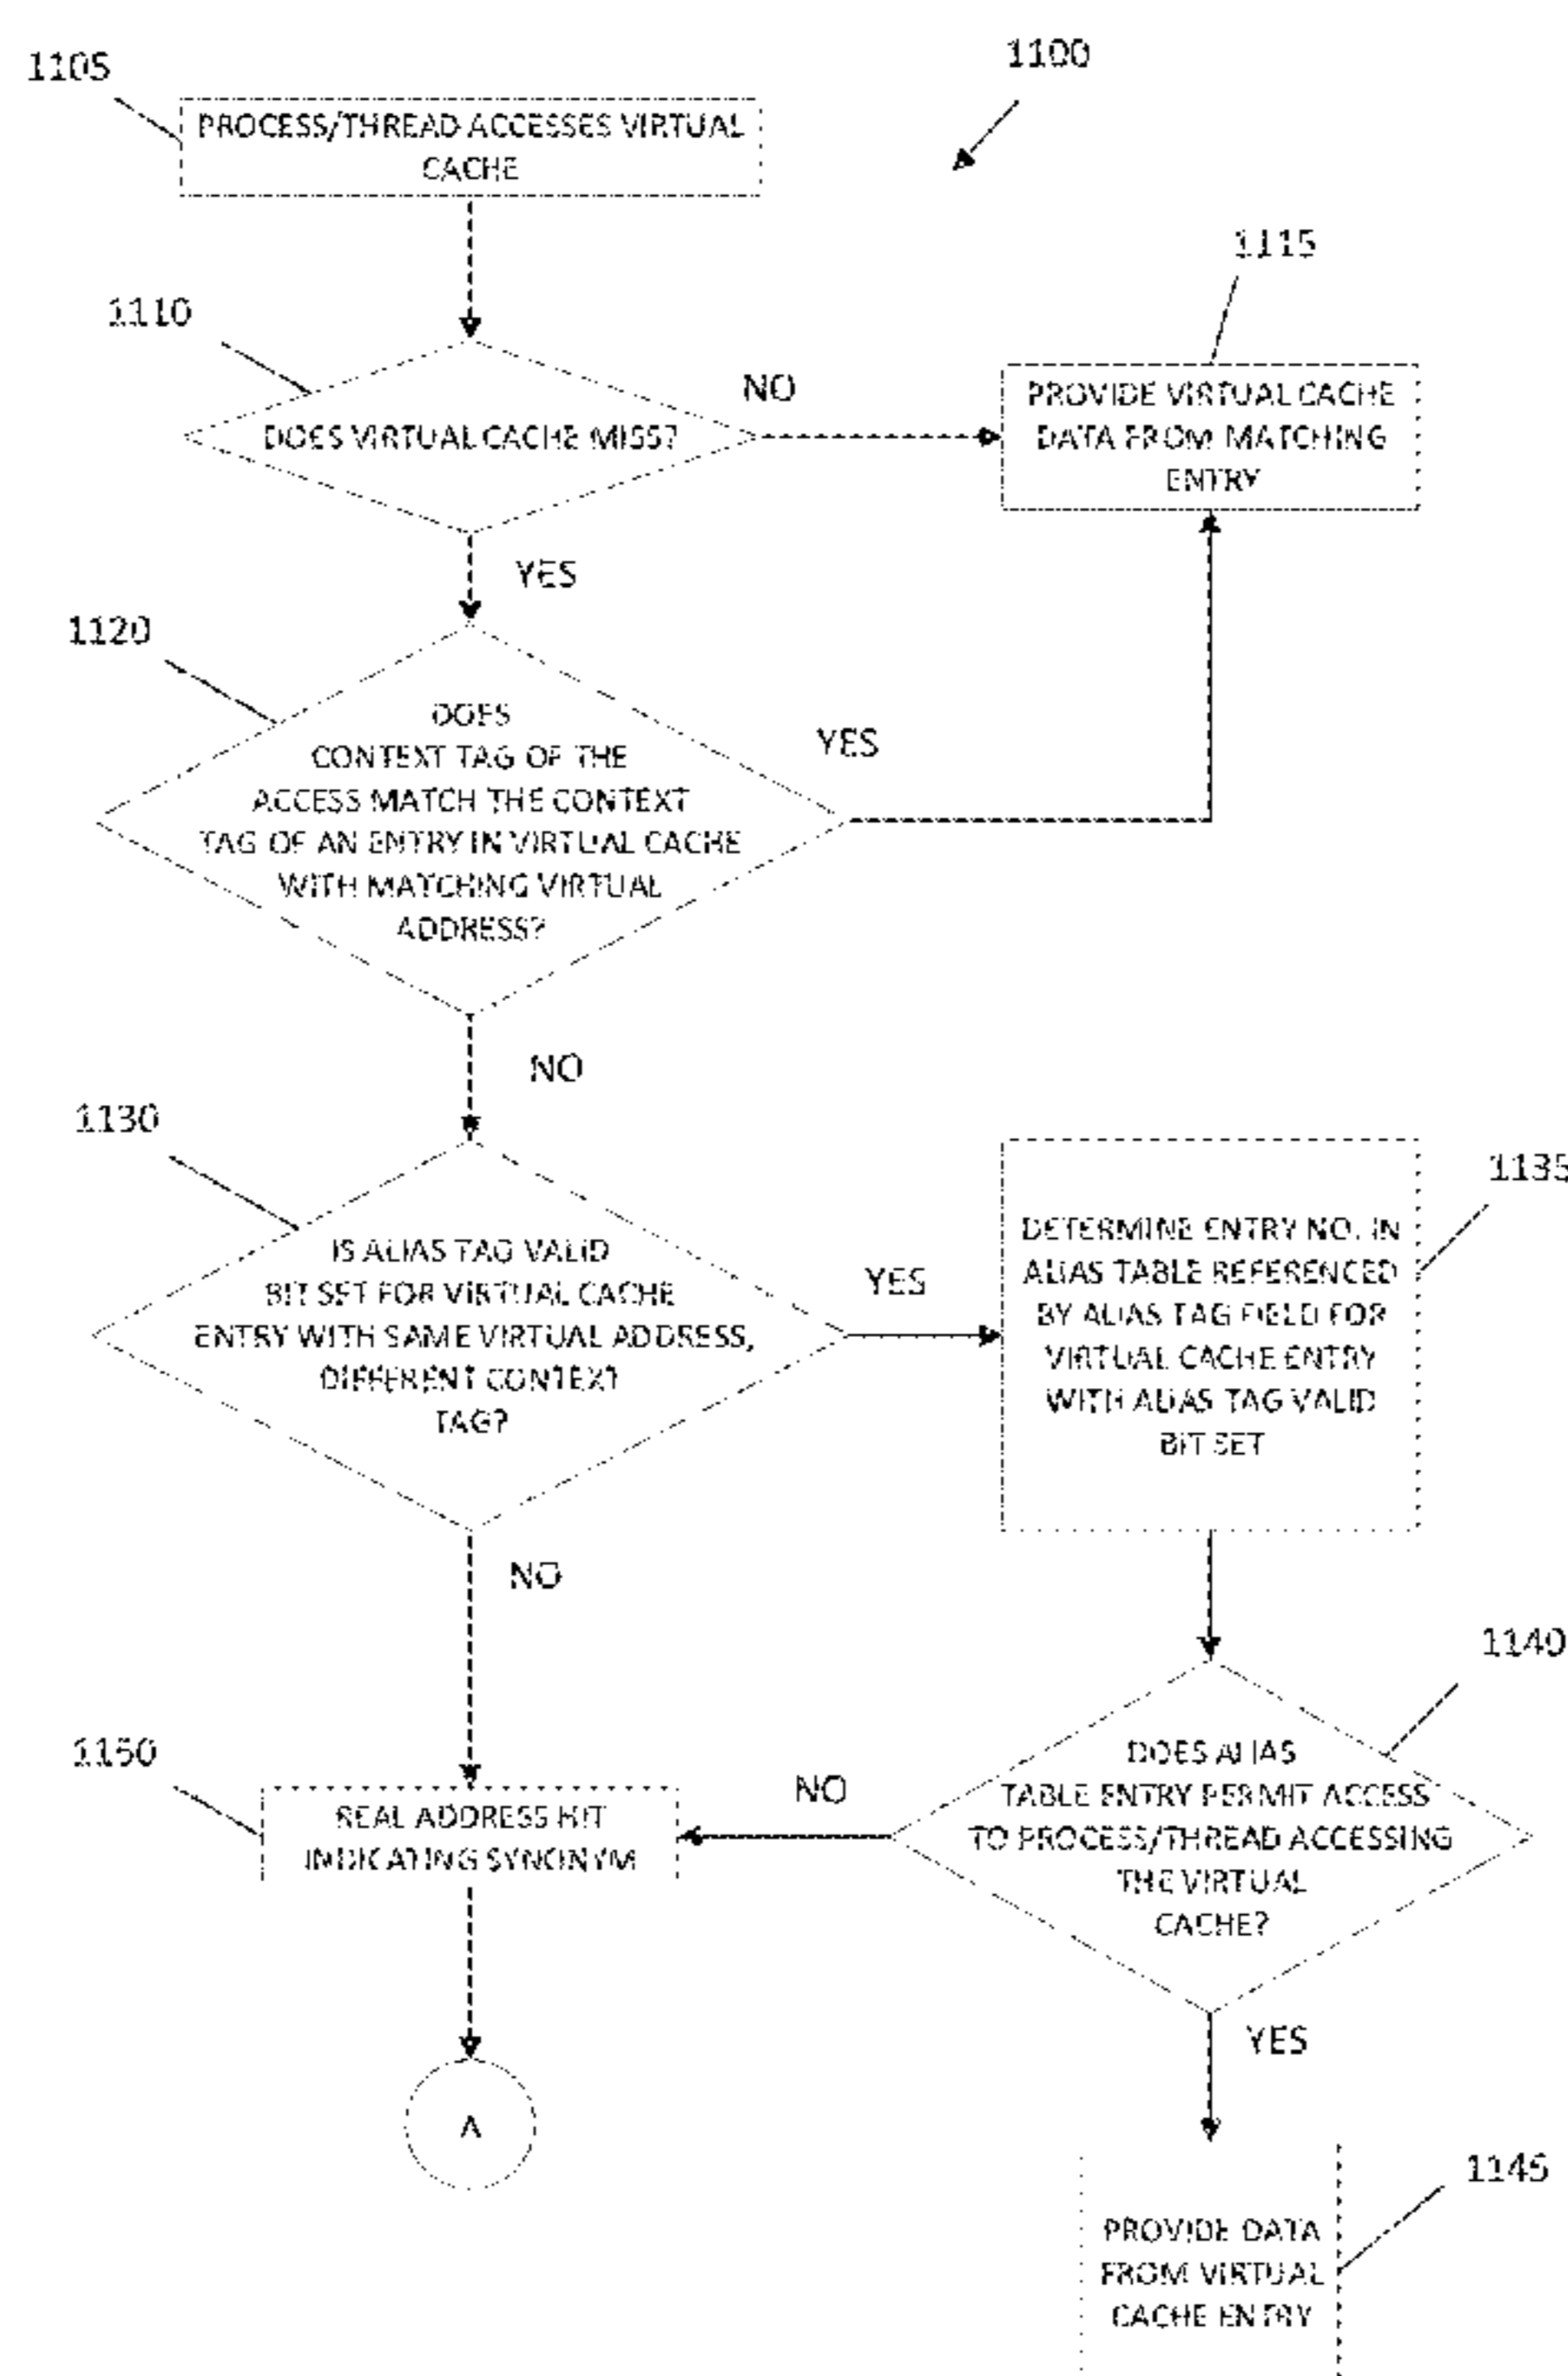 1105
1100
PROCESS/THREAD ACCESSES VIRTUAL
CACHE
1110
1115
DOES VIRTUAL CACHE MISS?
NO
PROVIDE VIRTUAL CACHE
DATA FROM MATCHING
ENTRY
YES
1120
DOES
CONTEXT TAG OF THE
ACCESS MATCH THE CONTEXT
TAG OF AN ENTRY IN VIRTUAL CACHE
WITH MATCHING VIRTUAL
ADDRESS?
YES
NO
1130
IS ALIAS TAG VALID
BIT SET FOR VIRTUAL CACHE
ENTRY WITH SAME VIRTUAL ADDRESS,
DIFFERENT CONTEXT
TAG?
YES
1135
DETERMINE ENTRY NO. IN
ALIAS TABLE REFERENCED
BY ALIAS TAG FIELD FOR
VIRTUAL CACHE ENTRY
WITH ALIAS TAG VALID
BIT SET
NO
1140
DOES ALIAS
TABLE ENTRY PERMIT ACCESS
TO PROCESS/THREAD ACCESSING
THE VIRTUAL
CACHE?
NO
1150
REAL ADDRESS HIT
INDICATING SYNONYM
YES
A
1145
PROVIDE DATA
FROM VIRTUAL
CACHE ENTRY